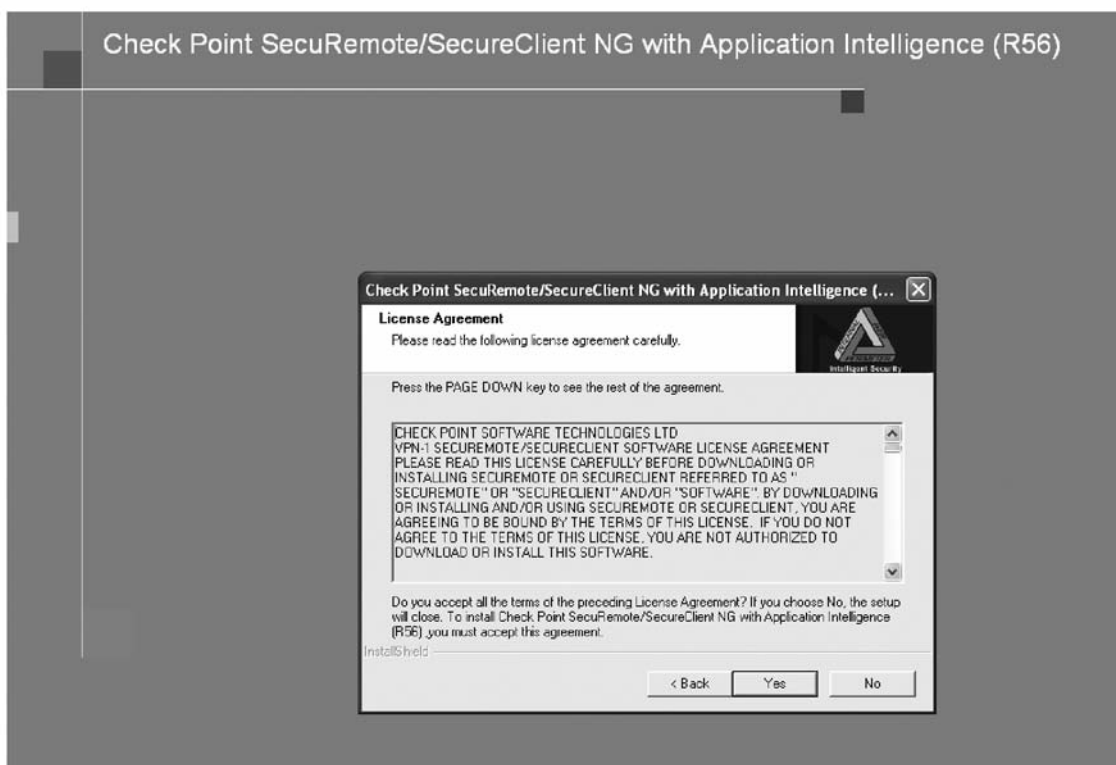 Check Point SecuRemote/SecureClient NG with Application Intelligence (R56)
Check Point SecuRemote/SecureClient NG with Application Intelligence (...
License Agreement
Please read the following license agreement carefully.
Intelligent Security
Press the PAGE DOWN key to see the rest of the agreement.
CHECK POINT SOFTWARE TECHNOLOGIES LTD
VPN-1 SECUREMOTE/SECURECLIENT SOFTWARE LICENSE AGREEMENT
PLEASE READ THIS LICENSE CAREFULLY BEFORE DOWNLOADING OR
INSTALLING SECUREMOTE OR SECURECLIENT REFERRED TO AS "
SECUREMOTE" OR "SECURECLIENT" AND/OR "SOFTWARE". BY DOWNLOADING
OR INSTALLING AND/OR USING SECUREMOTE OR SECURECLIENT, YOU ARE
AGREEING TO BE BOUND BY THE TERMS OF THIS LICENSE. IF YOU DO NOT
AGREE TO THE TERMS OF THIS LICENSE, YOU ARE NOT AUTHORIZED TO
DOWNLOAD OR INSTALL THIS SOFTWARE.
Do you accept all the terms of the preceding License Agreement? If you choose No, the setup
will close. To install Check Point SecuRemote/SecureClient NG with Application Intelligence
(R56) ,you must accept this agreement.
InstallShield
< Back
Yes
No